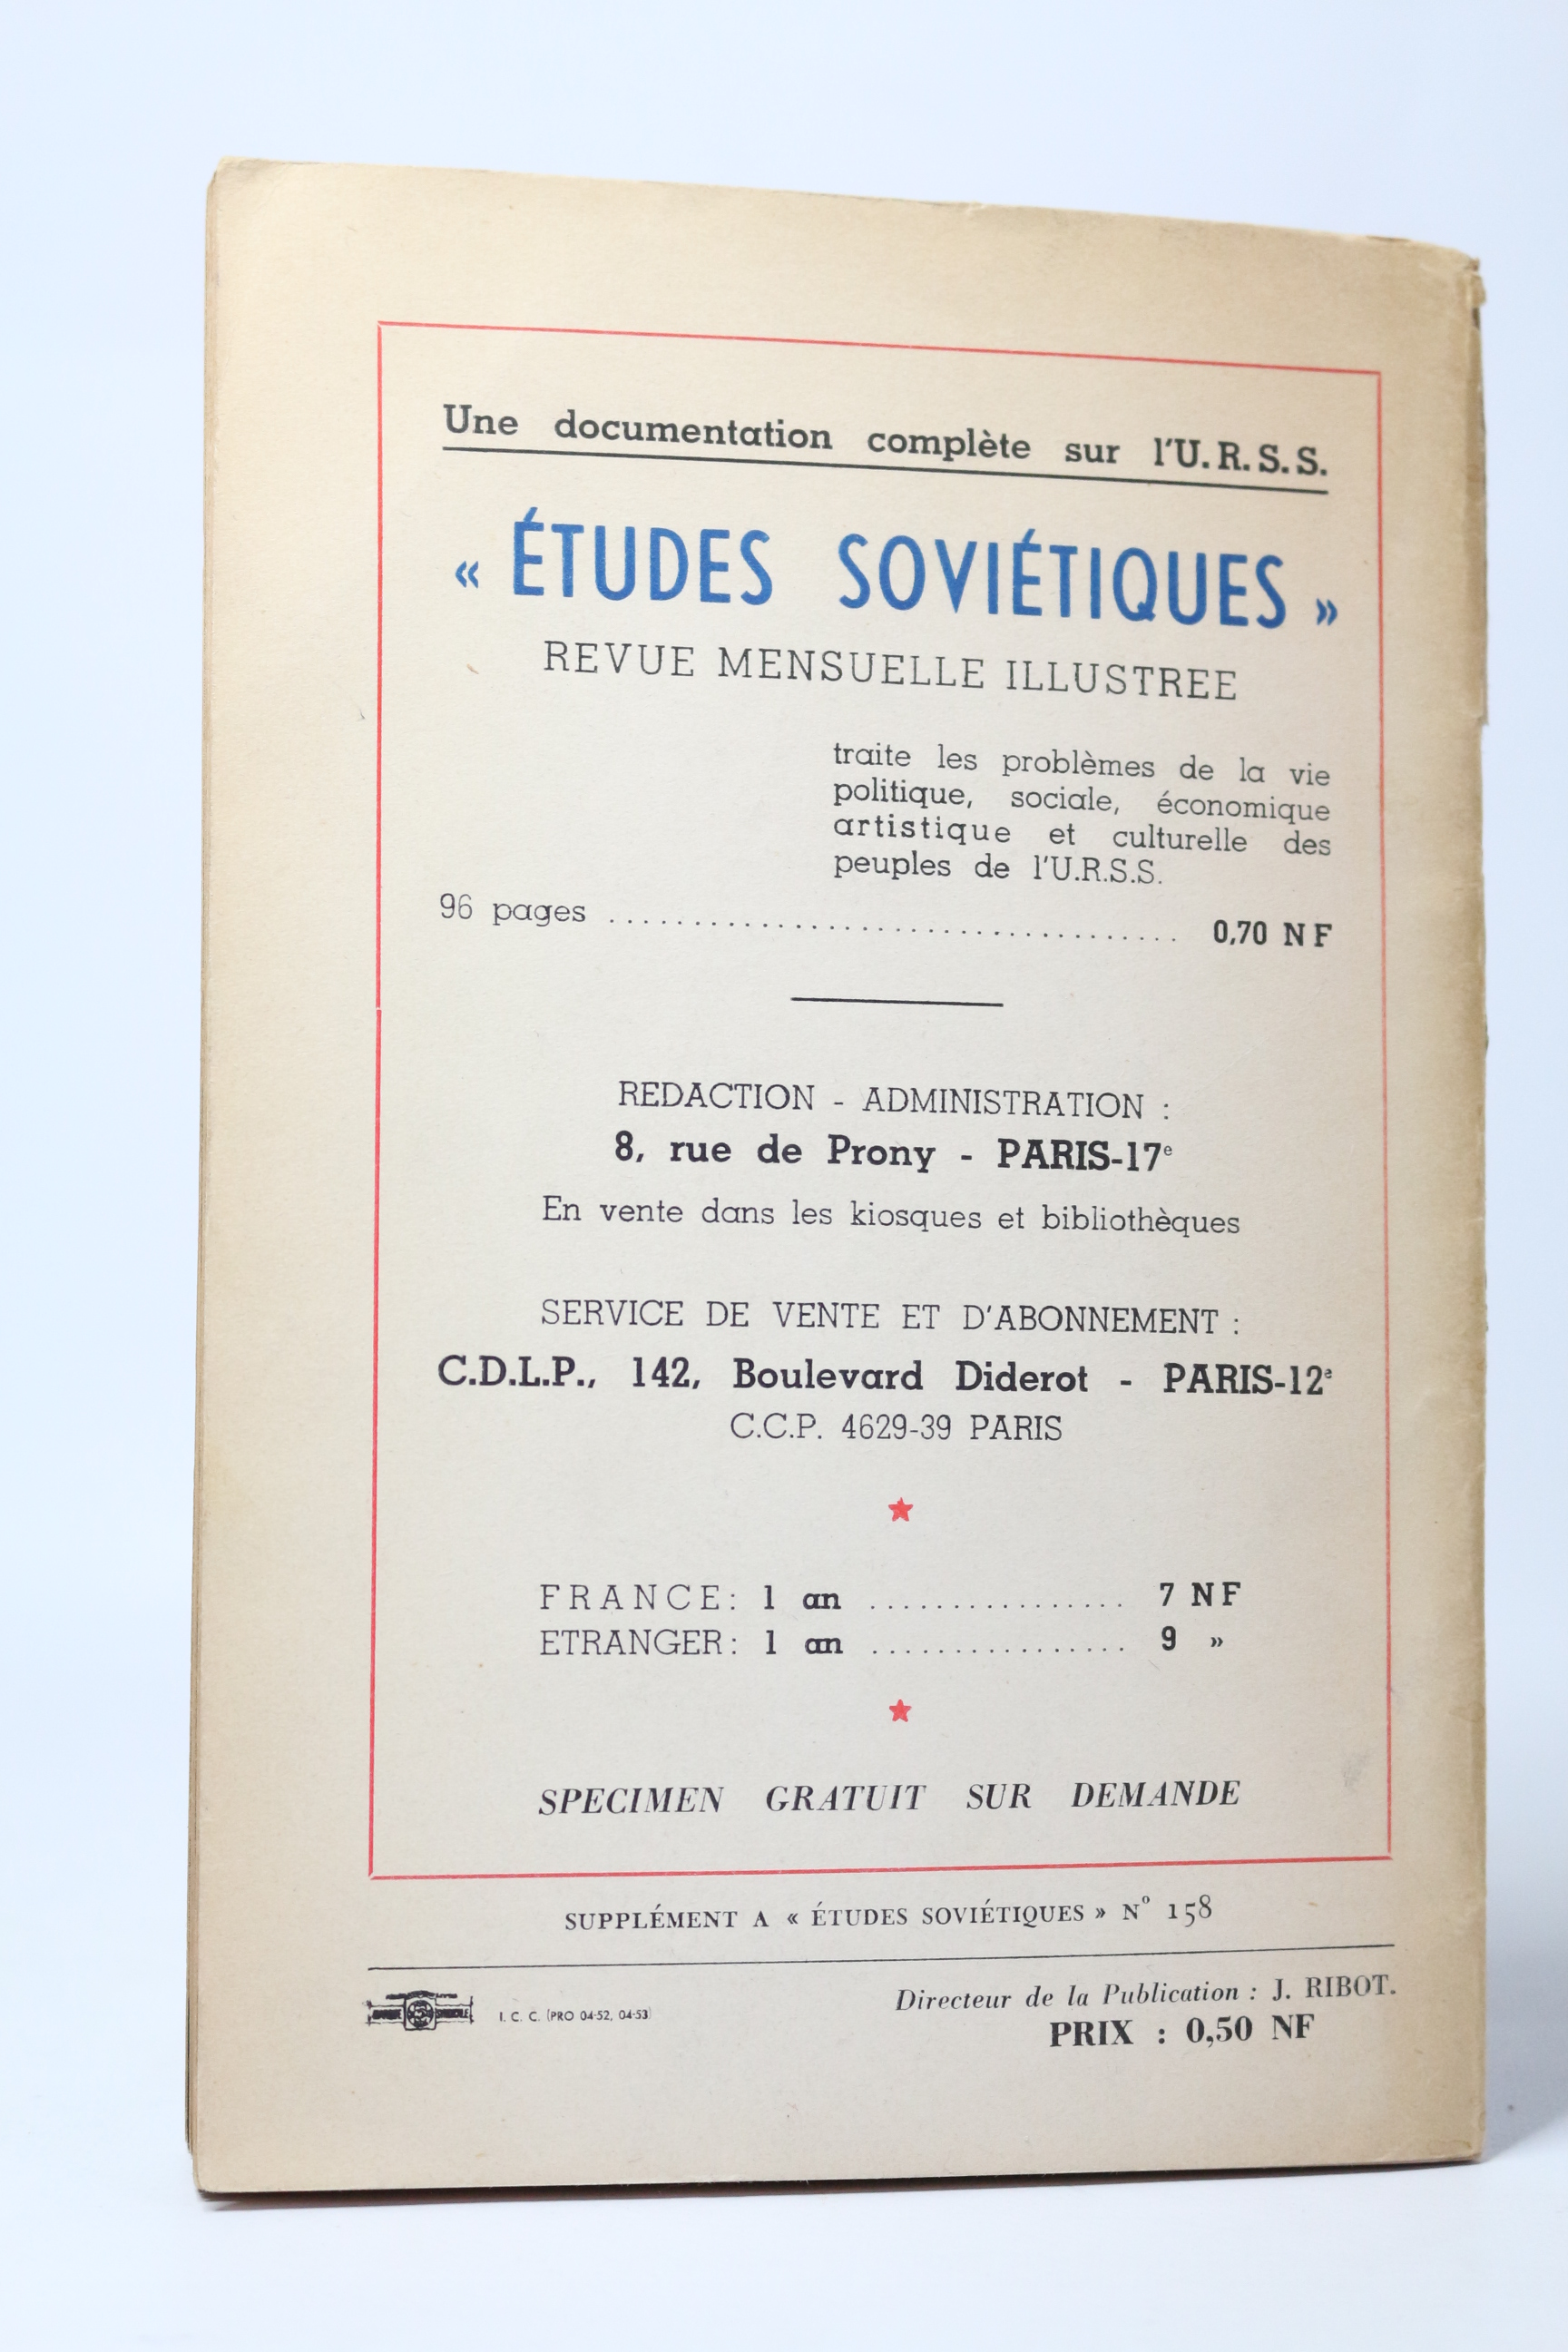 Une documentation complète sur l'U.R.S.S.
« ÉTUDES SOVIÉTIQUES »
REVUE MENSUELLE ILLUSTREE
traite les problèmes de la vie
politique, sociale, économique
artistique et culturelle des
peuples de l'U.R.S.S.
96 pages .................................. 0,70 NF
REDACTION - ADMINISTRATION :
8, rue de Prony - PARIS-17e
En vente dans les kiosques et bibliothèques
SERVICE DE VENTE ET D'ABONNEMENT :
C.D.L.P., 142, Boulevard Diderot - PARIS-12e
C.C.P. 4629-39 PARIS
FRANCE: 1 an ................ 7 NF
ETRANGER: 1 an ................ 9 »
SPECIMEN GRATUIT SUR DEMANDE
SUPPLÉMENT A « ÉTUDES SOVIÉTIQUES » N° 158
I. C. C. (PRO 04-52, 04-53)
Directeur de la Publication : J. RIBOT.
PRIX : 0,50 NF